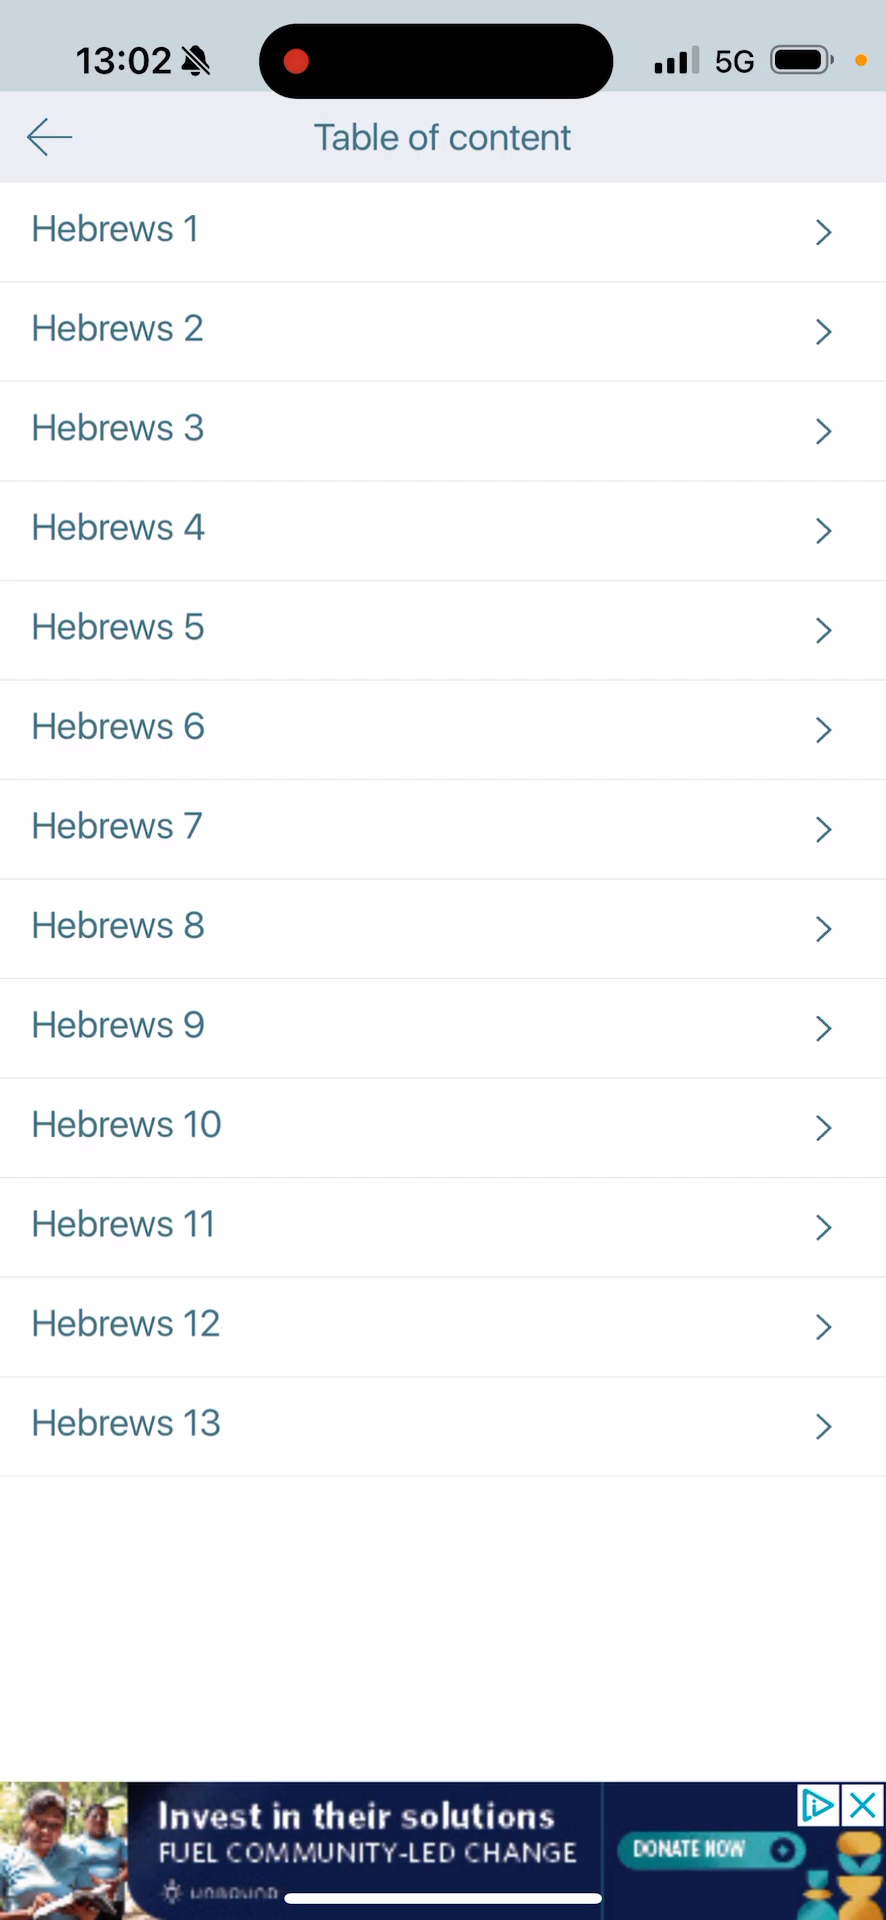 13:02
5G
Table of content
Hebrews 1
Hebrews 2
Hebrews 3
Hebrews 4
Hebrews 5
Hebrews 6
Hebrews 7
Hebrews 8
Hebrews 9
Hebrews 10
Hebrews 11
Hebrews 12
Hebrews 13
Invest in their solutions
FUEL COMMUNITY-LED CHANGE
DONATE NOW
unbound